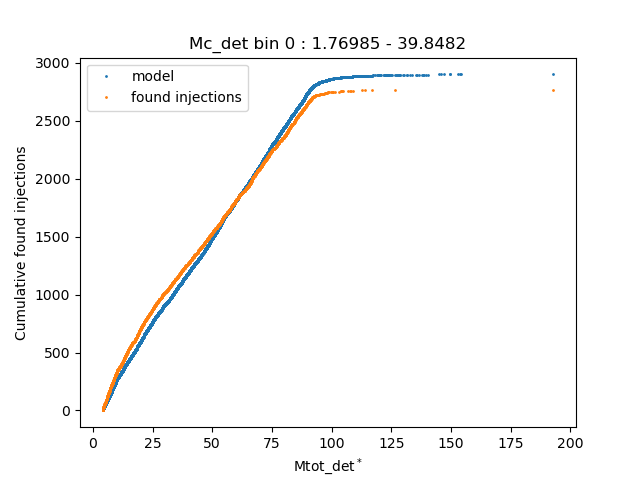 Mc_det bin 0 : 1.76985 - 39.8482
model
found injections
Cumulative found injections
3000
2500
2000
1500
1000
500
0
0 25 50 75 100 125 150 175 200
Mtot_det*